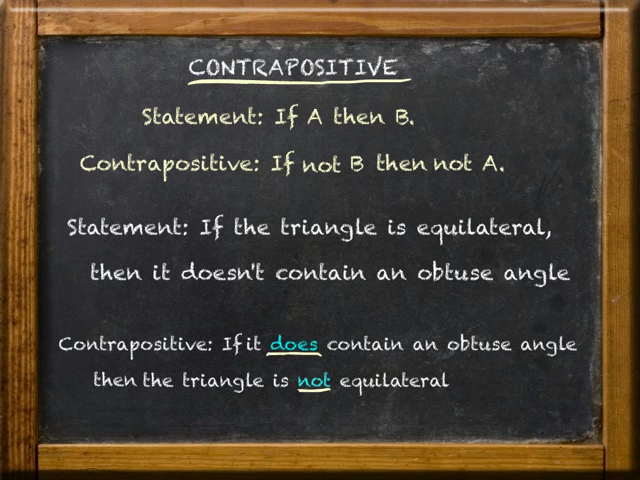 CONTRAPOSITIVE
Statement: If A then B.
Contrapositive: If not B then not A.
Statement: If the triangle is equilateral,
then it doesn't contain an obtuse angle
Contrapositive: If it does contain an obtuse angle
then the triangle is not equilateral